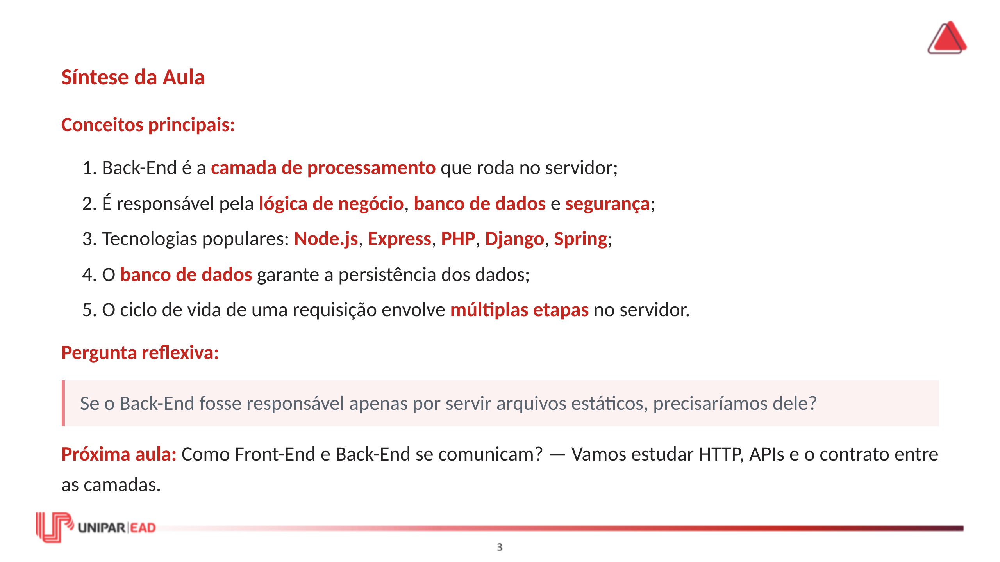 Síntese da Aula
Conceitos principais:
1. Back-End é a camada de processamento que roda no servidor;
2. É responsável pela lógica de negócio, banco de dados e segurança;
3. Tecnologias populares: Node.js, Express, PHP, Django, Spring;
4. O banco de dados garante a persistência dos dados;
5. O ciclo de vida de uma requisição envolve múltiplas etapas no servidor.
Pergunta reflexiva:
Se o Back-End fosse responsável apenas por servir arquivos estáticos, precisaríamos dele?
Próxima aula: Como Front-End e Back-End se comunicam? — Vamos estudar HTTP, APIs e o contrato entre
as camadas.
UNIPAR|EAD
3